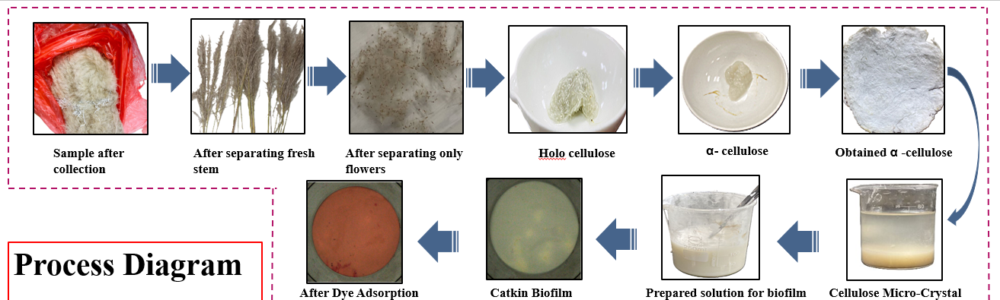 Sample after
collection
After separating fresh
stem
After separating only
flowers
Holo cellulose
α- cellulose
Obtained α -cellulose
After Dye Adsorption
Catkin Biofilm
Prepared solution for biofilm
Cellulose Micro-Crystal
Process Diagram